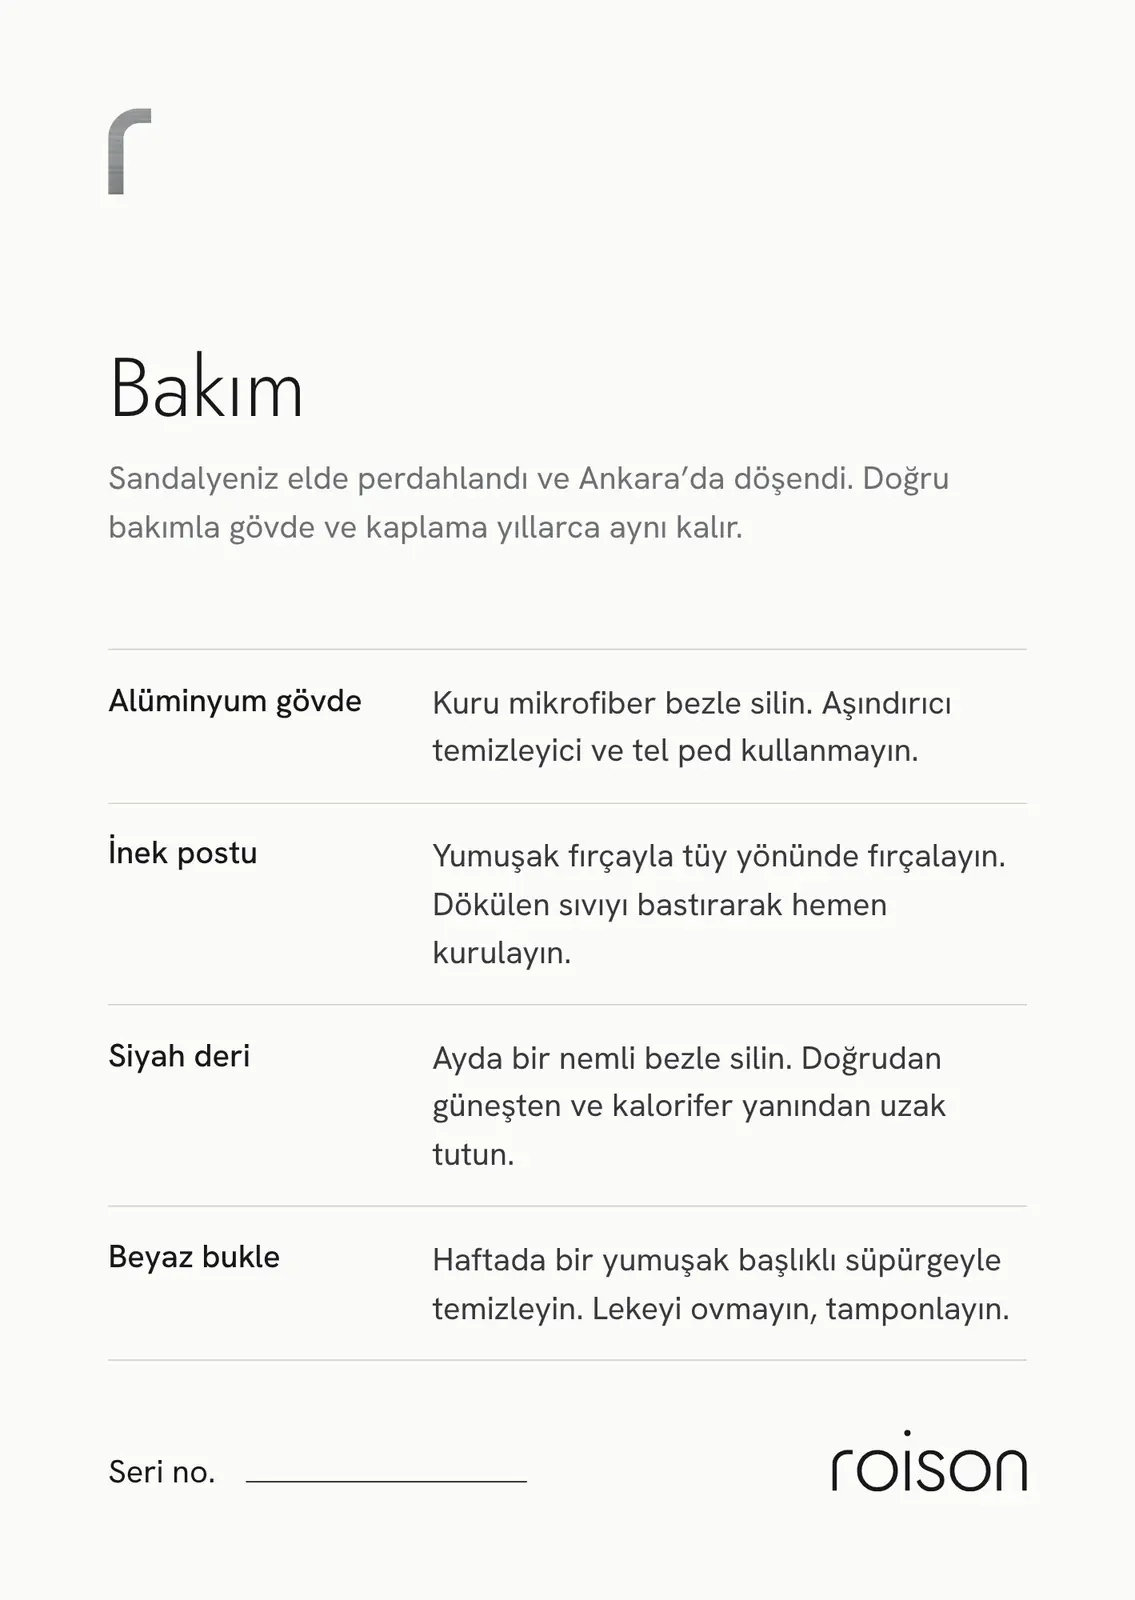 Bakım
Sandalyeniz elde perdahlandı ve Ankara’da döşendi. Doğru
bakımla gövde ve kaplama yıllarca aynı kalır.
Alüminyum gövde
Kuru mikrofiber bezle silin. Aşındırıcı
temizleyici ve tel ped kullanmayın.
İnek postu
Yumuşak fırçayla tüy yönünde fırçalayın.
Dökülen sıvıyı bastırarak hemen
kurulayın.
Siyah deri
Ayda bir nemli bezle silin. Doğrudan
güneşten ve kalorifer yanından uzak
tutun.
Beyaz bukle
Haftada bir yumuşak başlıklı süpürgeyle
temizleyin. Lekeyi ovmayın, tamponlayın.
Seri no.
roison